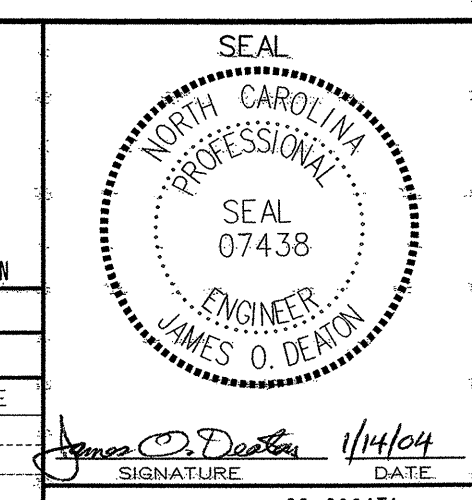 SEAL
NORTH CAROLINA
PROFESSIONAL
SEAL
07438
ENGINEER
JAMES O. DEATON
N
E
James O. Deaton 1/14/04
SIGNATURE DATE